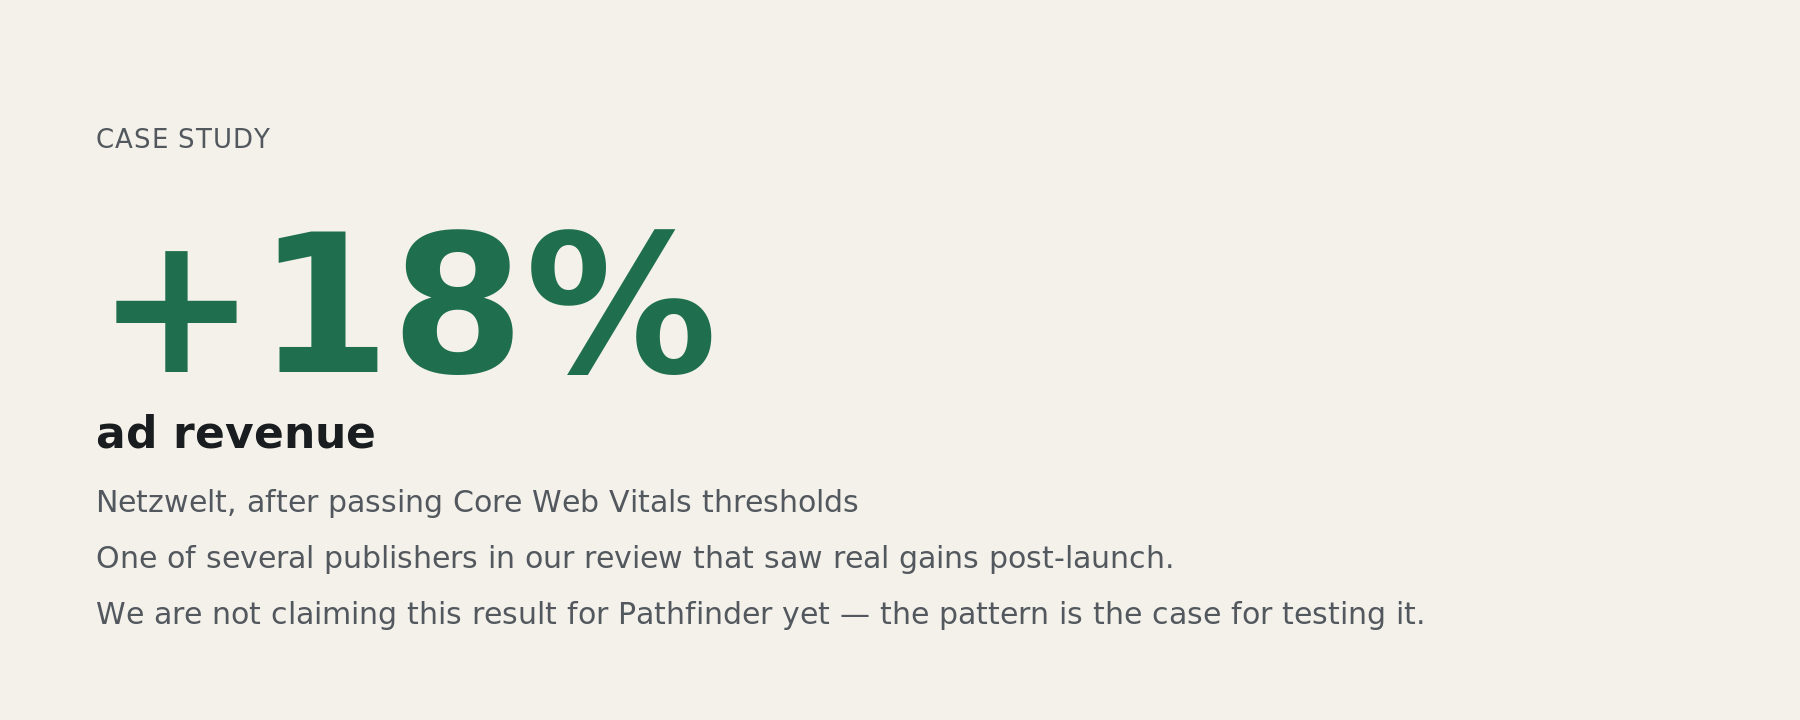 CASE STUDY
+18%
ad revenue
Netzwelt, after passing Core Web Vitals thresholds
One of several publishers in our review that saw real gains post-launch.
We are not claiming this result for Pathfinder yet — the pattern is the case for testing it.